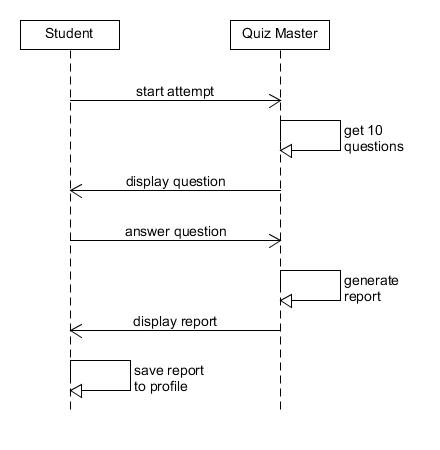 Student
Quiz Master
start attempt
get 10
questions
display question
answer question
generate
report
display report
save report
to profile